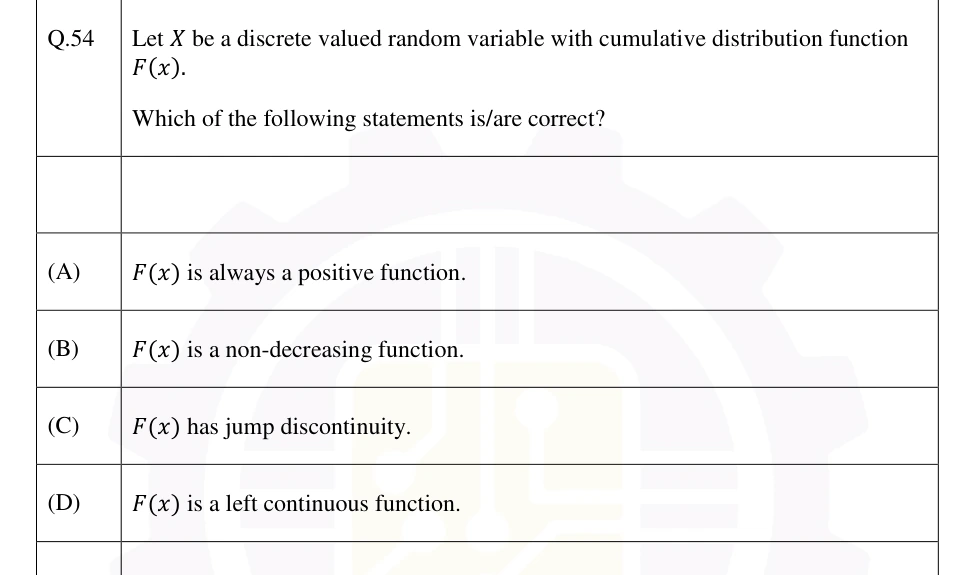 Q.54 Let X be a discrete valued random variable with cumulative distribution function
F(x).
Which of the following statements is/are correct?
(A) F(x) is always a positive function.
(B) F(x) is a non-decreasing function.
(C) F(x) has jump discontinuity.
(D) F(x) is a left continuous function.